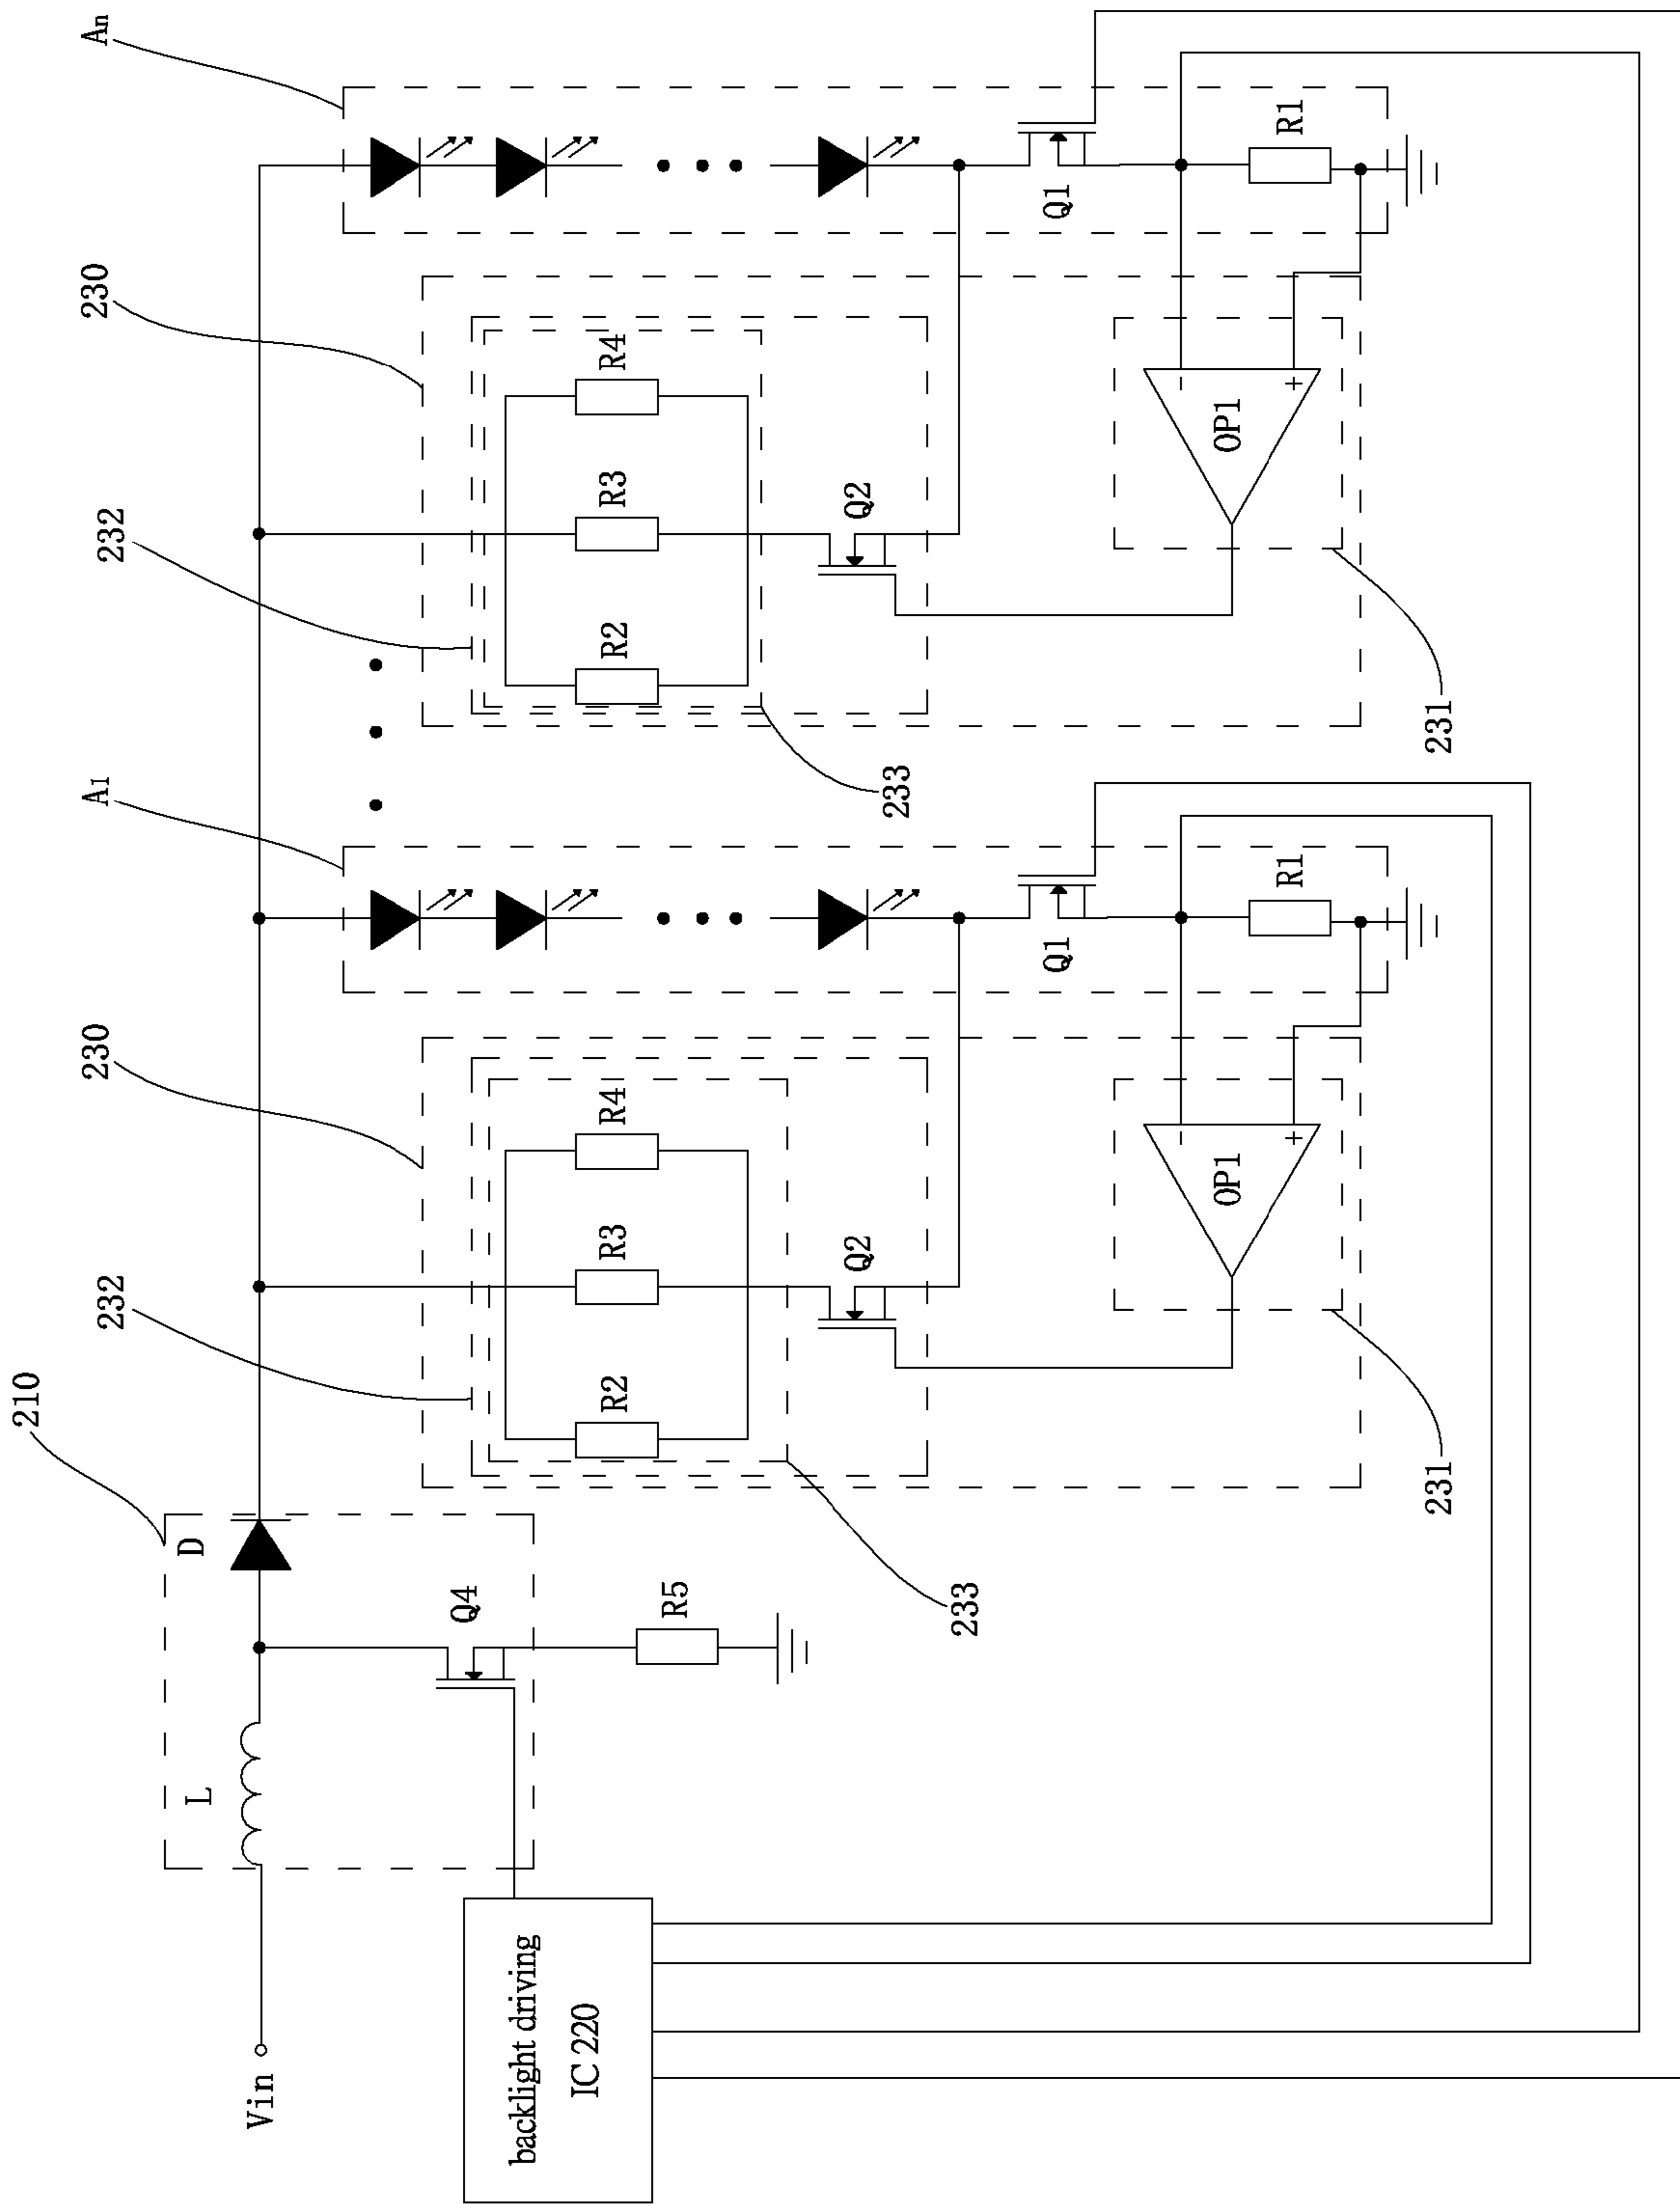 210
232
230
A1
232
230
An
D
L
Vin
Q4
R5
backlight driving
IC 220
R2
R3
R4
Q2
233
OP1
-
+
231
Q1
R1
R2
R3
R4
Q2
233
OP1
-
+
231
Q1
R1